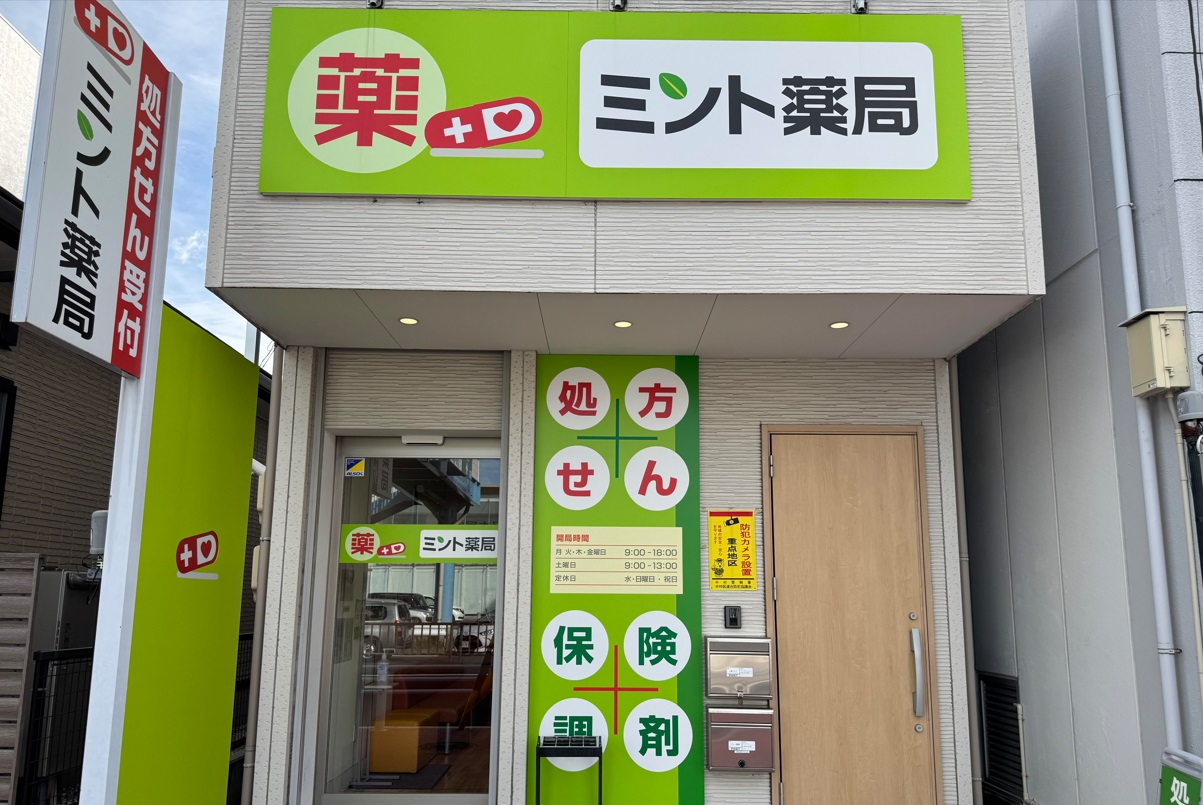 薬
ミント薬局
ミント薬局
処方せん受付
処方
せん
開局時間
月・火・木・金曜日 9:00-18:00
土曜日 9:00-13:00
定休日 水・日曜日・祝日
保険
調剤
薬
ミント薬局
ALSOK
防犯カメラ設置
重点地区
処